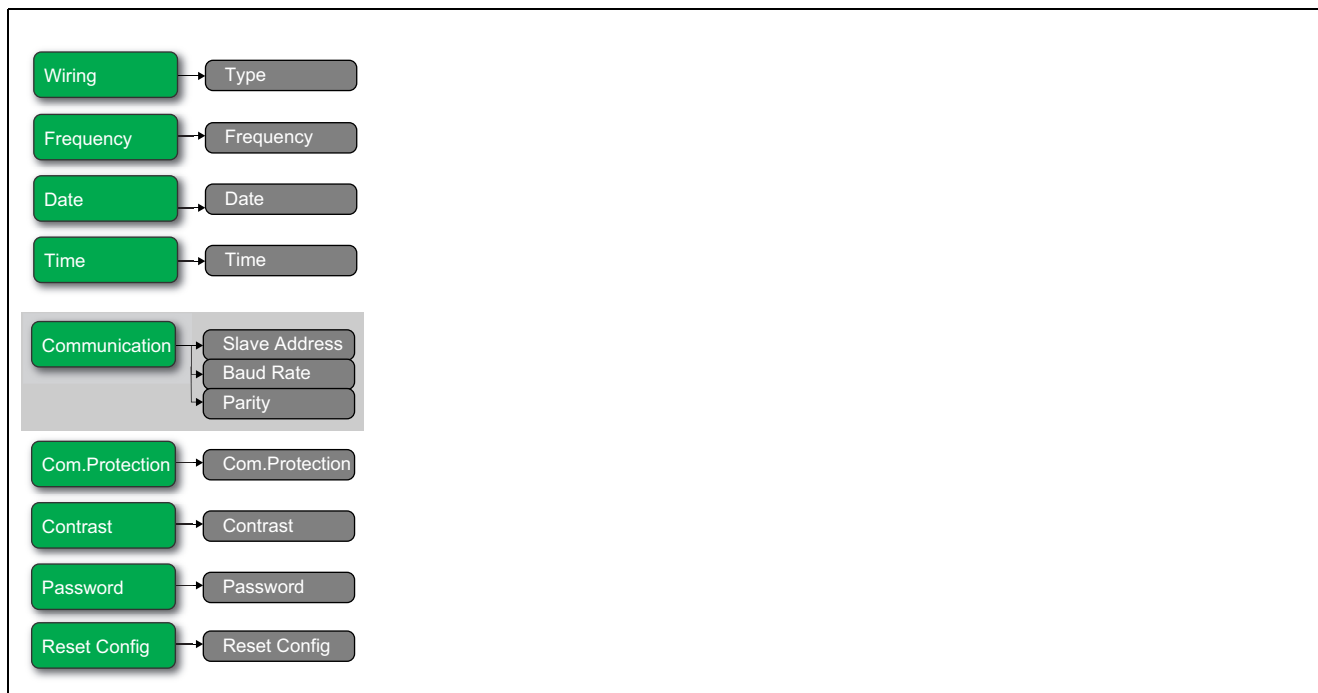 Wiring
Type
Frequency
Frequency
Date
Date
Time
Time
Communication
Slave Address
Baud Rate
Parity
Com.Protection
Com.Protection
Contrast
Contrast
Password
Password
Reset Config
Reset Config